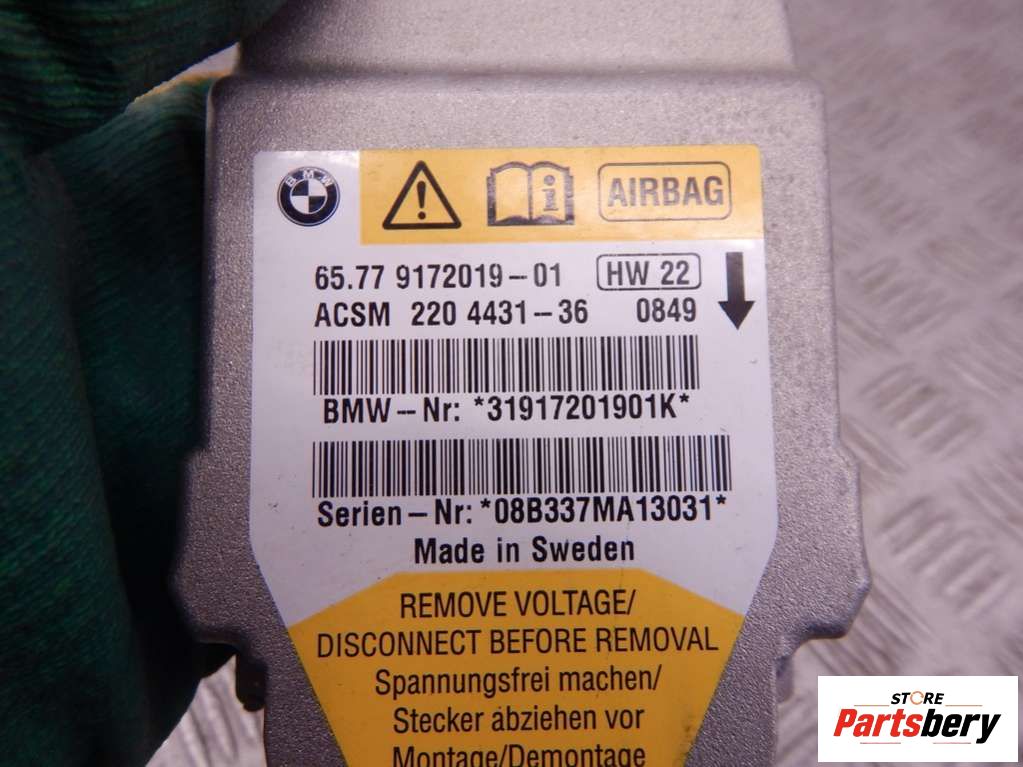 BMW
AIRBAG
65.77 9172019-01 HW 22
ACSM 220 4431-36 0849
BMW-Nr: *31917201901K*
Serien-Nr: *08B337MA13031*
Made in Sweden
REMOVE VOLTAGE/
DISCONNECT BEFORE REMOVAL
Spannungsfrei machen/
Stecker abziehen vor
Montage/Demontage
STORE
Partsbery